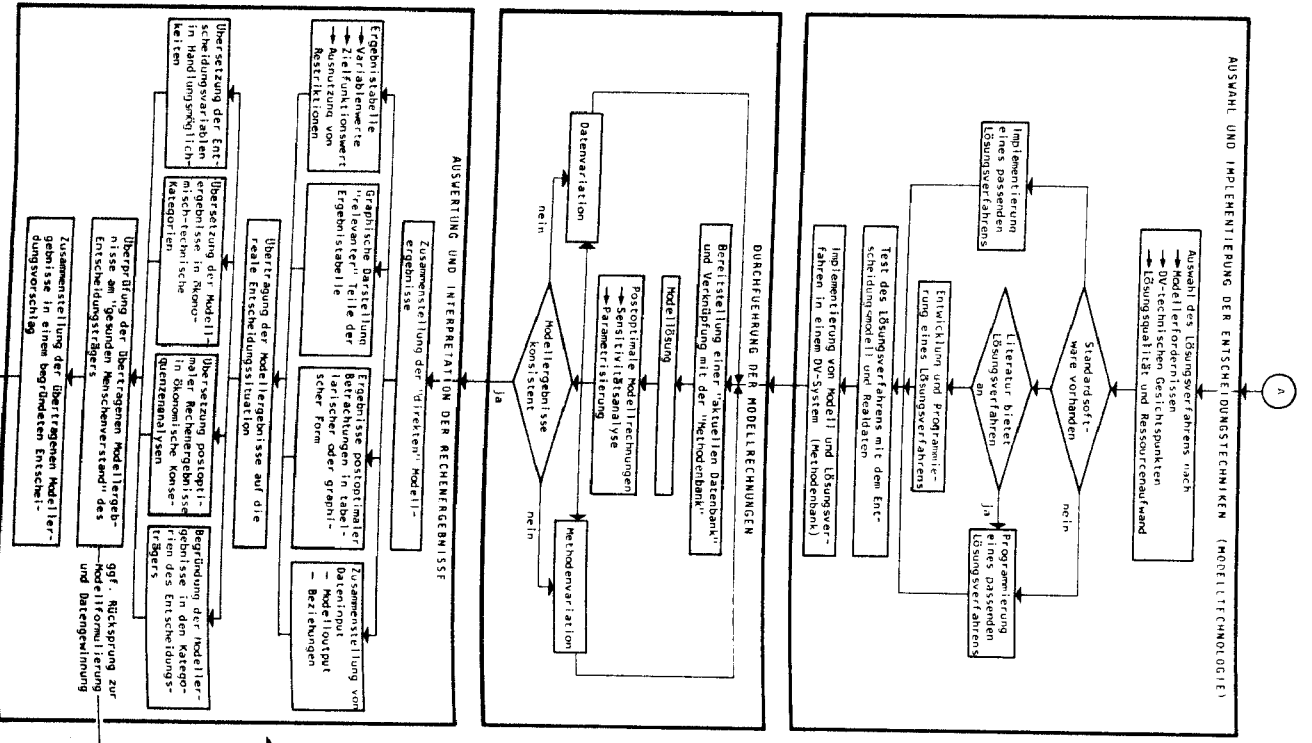 A
AUSWAHL UND IMPLEMENTIERUNG DER ENTSCHEIDUNGSTECHNIKEN (MODELLTECHNOLOGIE)
Auswahl des Lösungsverfahrens nach
Modellerfordernissen
DV-technischen Gesichtspunkten
Lösungsqualität und Ressourcenaufwand
Standardsoft-
ware vorhanden
nein
Implementierung
eines passenden
Lösungsverfahrens
Literatur bietet
Lösungsverfahren
an
ja
Programmierung
eines passenden
Lösungsverfahrens
Entwicklung und Programmie-
rung eines Lösungsverfahrens
Test des Lösungsverfahrens mit dem Ent-
scheidungsmodell und Realdaten
Implementierung von Modell und Lösungsver-
fahren in einem DV-System (Methodenbank)
DURCHFUEHRUNG DER MODELLRECHNUNGEN
Bereitstellung einer "aktuellen Datenbank"
und Verknüpfung mit der "Methodenbank"
Modellösung
Postoptimale Modellrechnungen
Sensitivitätsanalyse
Parametrisierung
Datenvariation
Methodenvariation
nein
Modellergebnisse
konsistent
nein
ja
AUSWERTUNG UND INTERPRETATION DER RECHENERGEBNISSE
Zusammenstellung der "direkten" Modell-
ergebnisse
Ergebnistabelle
Variablenwerte
Zielfunktionswert
Ausnutzung von
Restriktionen
Graphische Darstellung
"relevanter" Teile der
Ergebnistabelle
Ergebnisse postoptimaler
Betrachtungen in tabel-
larischer oder graphi-
scher Form
Zusammenstellung von
Dateninput
- Modelloutput
- Beziehungen
Übertragung der Modellergebnisse auf die
reale Entscheidungssituation
Übersetzung der Ent-
scheidungsvariablen
in Handlungsmöglich-
keiten
Übersetzung der Modell-
ergebnisse in ökono-
misch-technische
Kategorien
Übersetzung postopti-
maler Rechenergebnisse
in ökonomische Konse-
quenzenanalysen
Begründung der Modeller-
gebnisse in den Katego-
rien des Entscheidungs-
trägers
Überprüfung der übertragenen Modellergeb-
nisse am "gesunden Menschenverstand" des
Entscheidungsträgers
ggf. Rücksprung zur
Modellformulierung
und Datengewinnung
Zusammenstellung der übertragenen Modeller-
gebnisse in einem begründeten Entschei-
dungsvorschlag